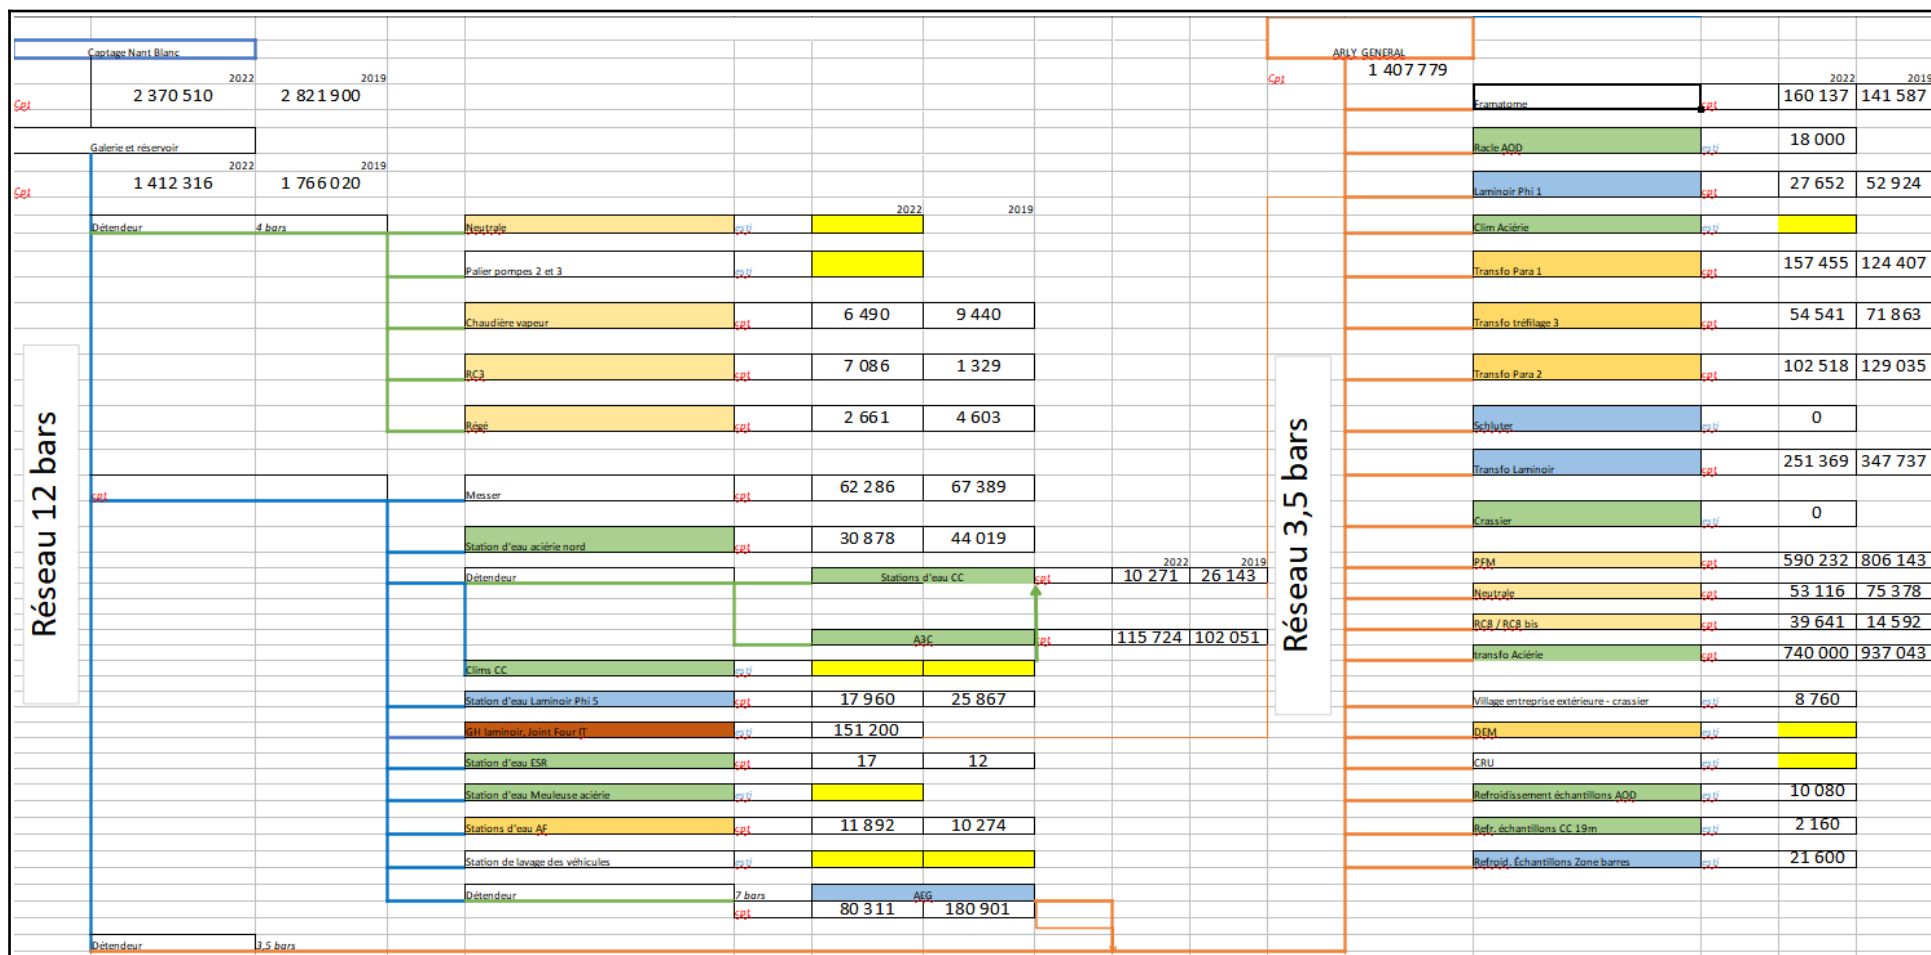 Captage Nant Blanc
2022 2019
Cpt 2 370 510 2 821 900
Galerie et réservoir
2022 2019
Cpt 1 412 316 1 766 020
Réseau 12 bars
Détendeur 4 bars
2022 2019
Neutrale esti
Palier pompes 2 et 3 esti
Chaudière vapeur cpt 6 490 9 440
RC3 cpt 7 086 1 329
Régé cpt 2 661 4 603
cpt
Messer cpt 62 286 67 389
Station d'eau aciérie nord cpt 30 878 44 019
2022 2019
Détendeur Stations d'eau CC cpt 10 271 26 143
A3C cpt 115 724 102 051
Clims CC esti
Station d'eau Laminoir Phi 5 cpt 17 960 25 867
GH laminoir, Joint Four IT esti 151 200
Station d'eau ESR cpt 17 12
Station d'eau Meuleuse aciérie esti
Stations d'eau AF cpt 11 892 10 274
Station de lavage des véhicules esti
Détendeur 7 bars AEG
cpt 80 311 180 901
Détendeur 3,5 bars
ARLY GENERAL
Cpt 1 407 779
Réseau 3,5 bars
2022 2019
Framatome cpt 160 137 141 587
Racle AOD esti 18 000
Laminoir Phi 1 cpt 27 652 52 924
Clim Aciérie esti
Transfo Para 1 cpt 157 455 124 407
Transfo tréfilage 3 cpt 54 541 71 863
Transfo Para 2 cpt 102 518 129 035
Schluter esti 0
Transfo Laminoir cpt 251 369 347 737
Crassier esti 0
PFM cpt 590 232 806 143
Neutrale cpt 53 116 75 378
RC8 / RC8 bis cpt 39 641 14 592
transfo Aciérie cpt 740 000 937 043
Village entreprise extérieure - crassier esti 8 760
DEM esti
CRU esti
Refroidissement échantillons AOD esti 10 080
Refr. échantillons CC 19m esti 2 160
Refroid. Échantillons Zone barres esti 21 600